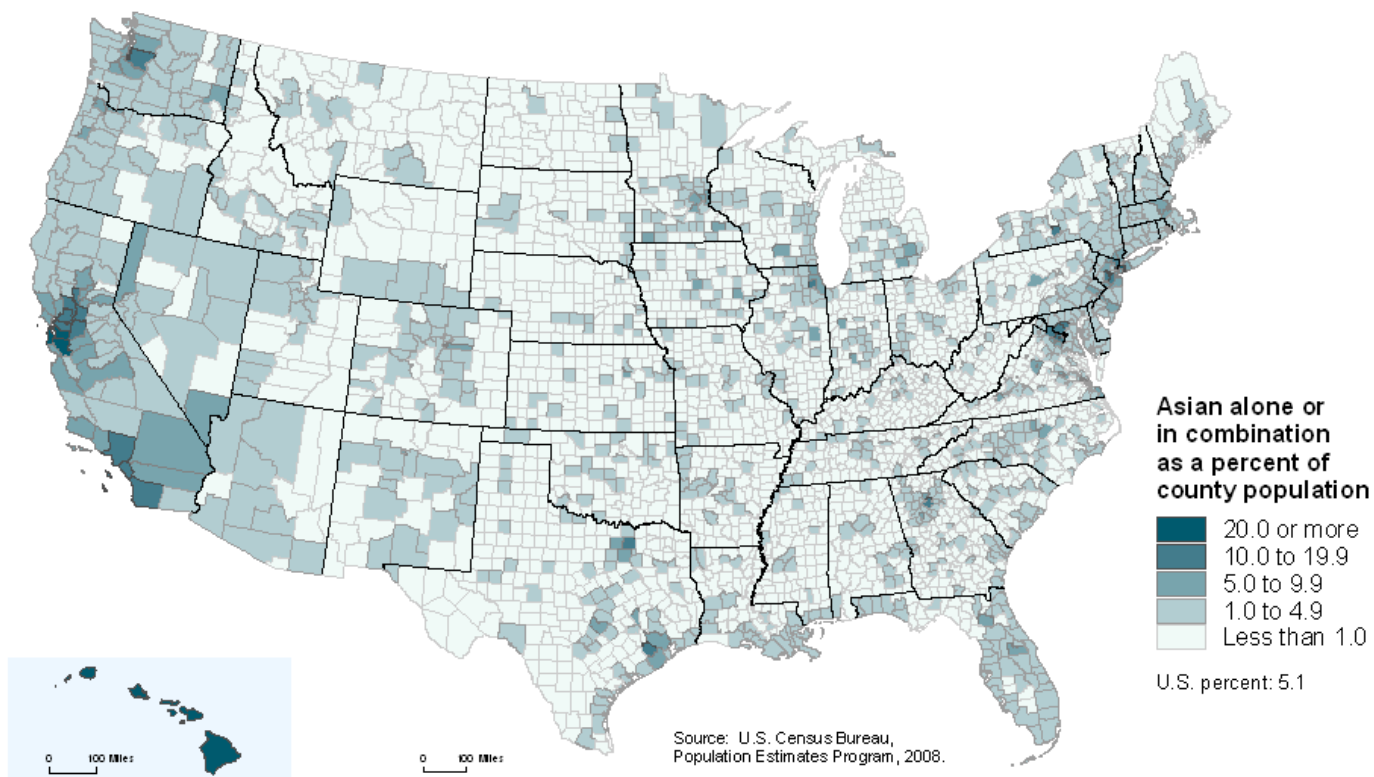 Asian alone or
in combination
as a percent of
county population
20.0 or more
10.0 to 19.9
5.0 to 9.9
1.0 to 4.9
Less than 1.0
U.S. percent: 5.1
Source: U.S. Census Bureau,
Population Estimates Program, 2008.
0 100 Miles
0 100 Miles